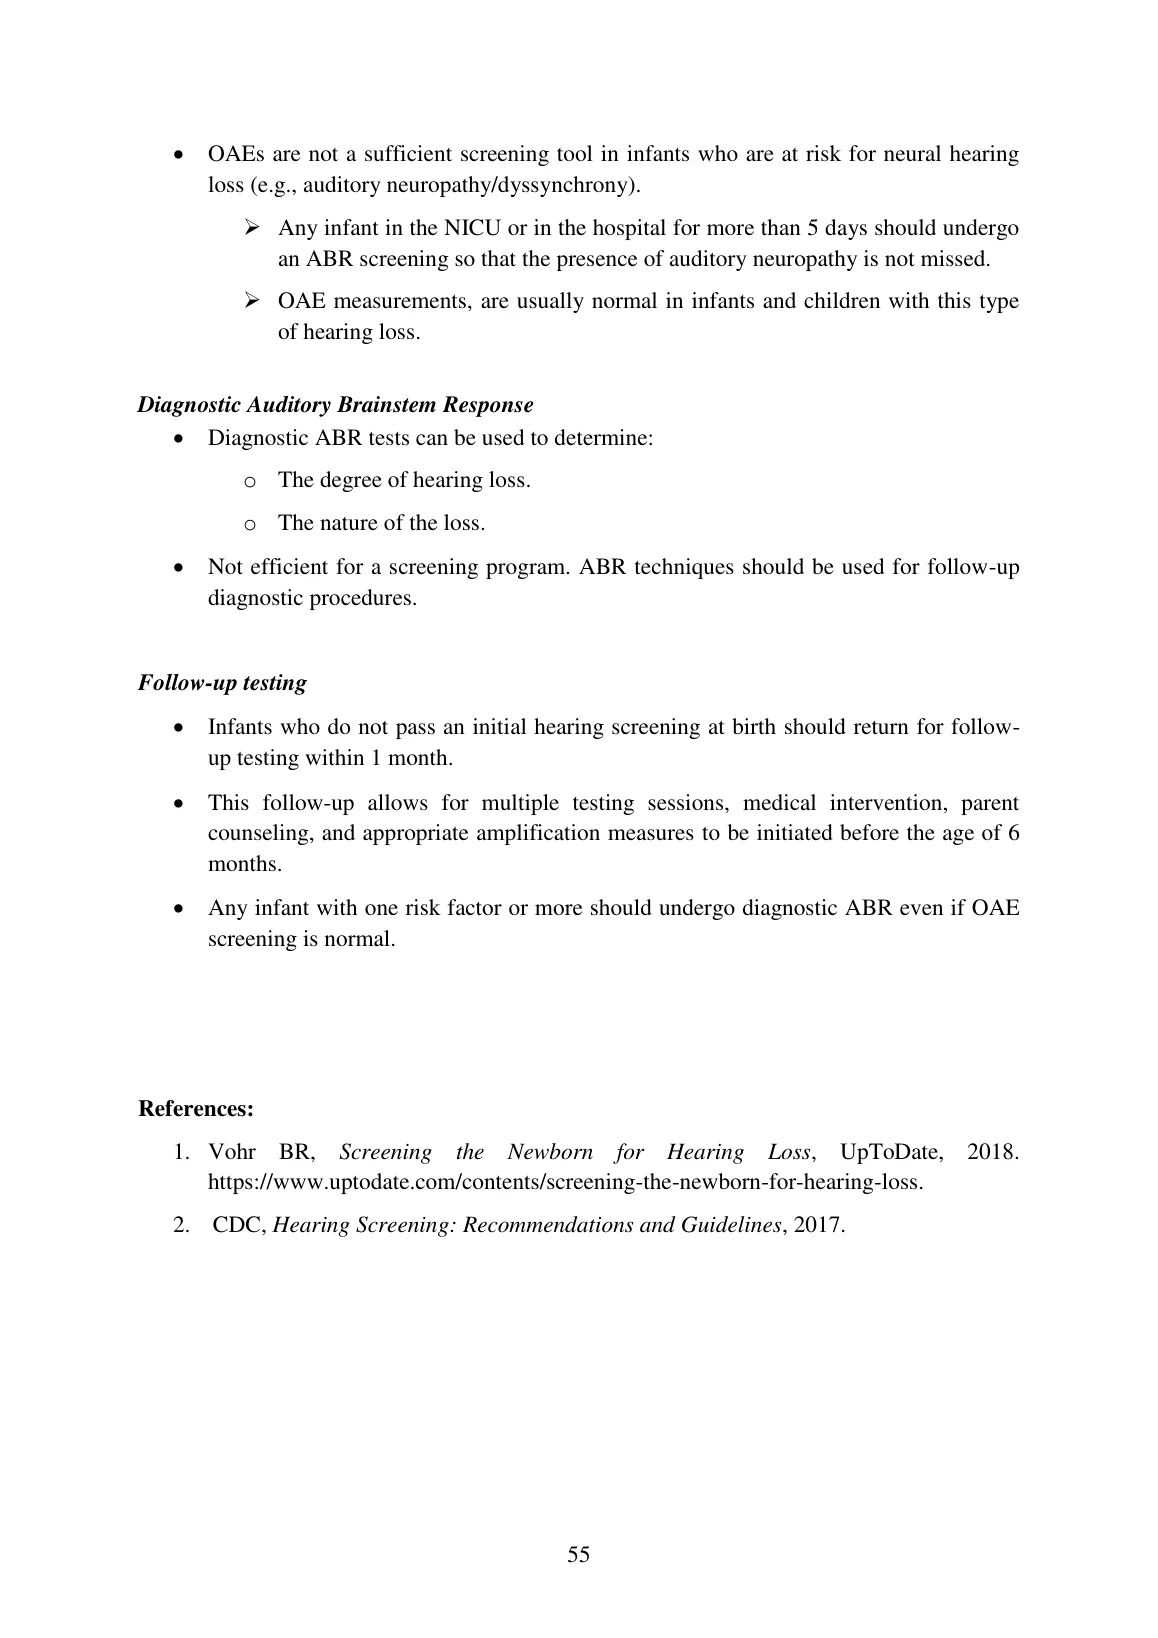 • OAEs are not a sufficient screening tool in infants who are at risk for neural hearing
loss (e.g., auditory neuropathy/dyssynchrony).
➢ Any infant in the NICU or in the hospital for more than 5 days should undergo
an ABR screening so that the presence of auditory neuropathy is not missed.
➢ OAE measurements, are usually normal in infants and children with this type
of hearing loss.
Diagnostic Auditory Brainstem Response
• Diagnostic ABR tests can be used to determine:
o The degree of hearing loss.
o The nature of the loss.
• Not efficient for a screening program. ABR techniques should be used for follow-up
diagnostic procedures.
Follow-up testing
• Infants who do not pass an initial hearing screening at birth should return for follow-
up testing within 1 month.
• This follow-up allows for multiple testing sessions, medical intervention, parent
counseling, and appropriate amplification measures to be initiated before the age of 6
months.
• Any infant with one risk factor or more should undergo diagnostic ABR even if OAE
screening is normal.
References:
1. Vohr BR, Screening the Newborn for Hearing Loss, UpToDate, 2018.
https://www.uptodate.com/contents/screening-the-newborn-for-hearing-loss.
2. CDC, Hearing Screening: Recommendations and Guidelines, 2017.
55